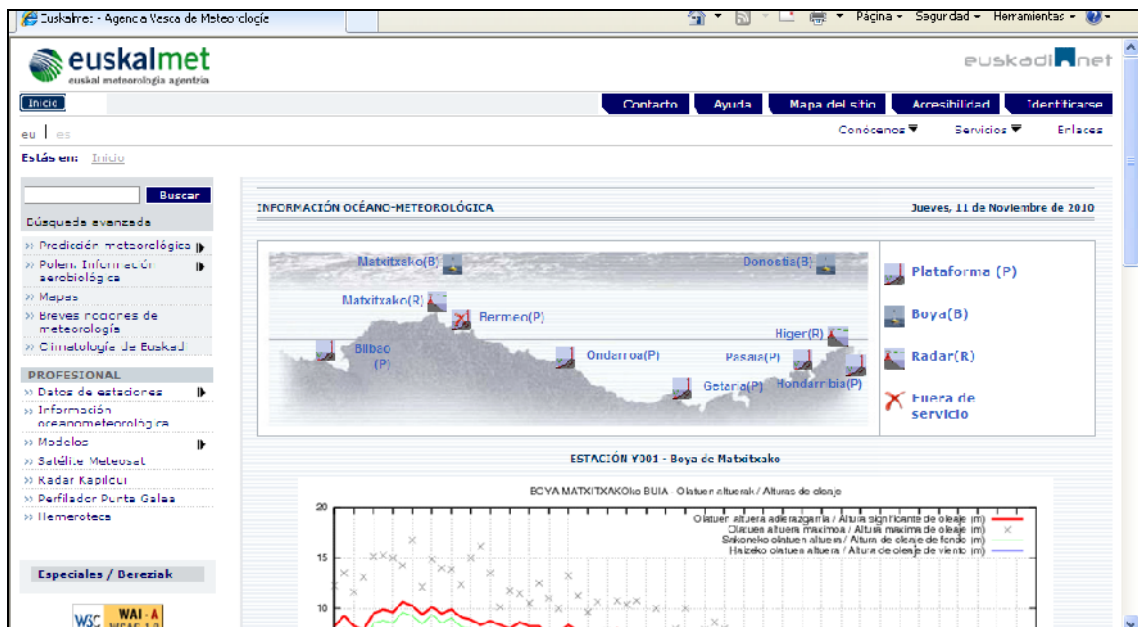 Euskalmet - Agencia Vasca de Meteorología
Página
Seguridad
Herramientas
euskalmet
euskal meteorologia agentzia
euskadi net
Inicio
Contacto
Ayuda
Mapa del sitio
Accesibilidad
Identificarse
eu
es
Conócenos
Servicios
Enlaces
Estás en: Inicio
Buscar
Búsqueda avanzada
» Predicción meteorológica
» Polen. Información
aerobiológica
» Mapas
» Breves nociones de
meteorología
» Climatología de Euskadi
PROFESIONAL
» Datos de estaciones
» Información
oceanometeorológica
» Modelos
» Satélite Meteosat
» Radar Kapildui
» Perfilador Punta Galea
» Hemeroteca
Especiales / Bereziak
W3C WAI-A
WCAG 1.0
INFORMACIÓN OCÉANO-METEOROLÓGICA
Jueves, 11 de Noviembre de 2010
Matxitxako(B)
Donostia(B)
Matxitxako(R)
Bermeo(P)
Higer(R)
Bilbao
(P)
Ondarroa(P)
Pasaia(P)
Getaria(P)
Hondarribia(P)
Plataforma (P)
Boya(B)
Radar(R)
Fuera de
servicio
ESTACIÓN Y001 - Boya de Matxitxako
BOYA MATXITXAKOko BUIA - Olatuen altuerak / Alturas de oleaje
Olatuen altuera adierazgarria / Altura significante de oleaje (m)
Olatuen altuera maximoa / Altura maxima de oleaje (m)
Sakoneko olatuen altuera / Altura de oleaje de fondo (m)
Haizeko olatuen altuera / Altura de oleaje de viento (m)
20
15
10